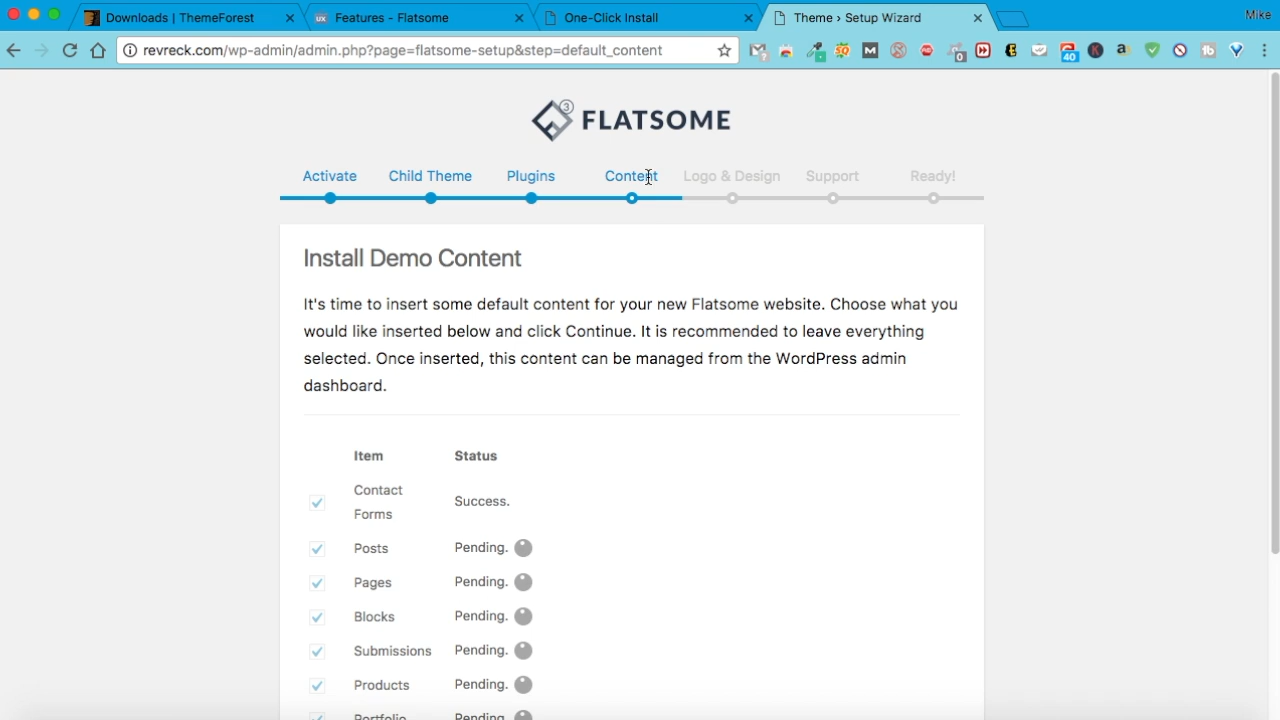 Downloads | ThemeForest
Features - Flatsome
One-Click Install
Theme › Setup Wizard
Mike
revreck.com/wp-admin/admin.php?page=flatsome-setup&step=default_content
FLATSOME
3
Activate
Child Theme
Plugins
Content
Logo & Design
Support
Ready!
Install Demo Content
It's time to insert some default content for your new Flatsome website. Choose what you
would like inserted below and click Continue. It is recommended to leave everything
selected. Once inserted, this content can be managed from the WordPress admin
dashboard.
Item Status
Contact
Forms
Success.
Posts Pending.
Pages Pending.
Blocks Pending.
Submissions Pending.
Products Pending.
Portfolio Pending.